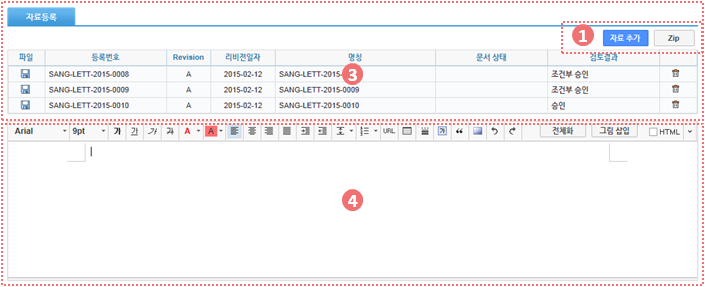 자료등록
1 자료 추가 Zip
파일 등록번호 Revision 리비전일자 명칭 문서 상태 검토결과
SANG-LETT-2015-0008 A 2015-02-12 SANG-LETT-2015- 조건부 승인
3
SANG-LETT-2015-0009 A 2015-02-12 SANG-LETT-2015-0009 조건부 승인
SANG-LETT-2015-0010 A 2015-02-12 SANG-LETT-2015-0010 승인
Arial 9pt 가 가 가 가 A A URL 가 전체화 그림 삽입 HTML
4